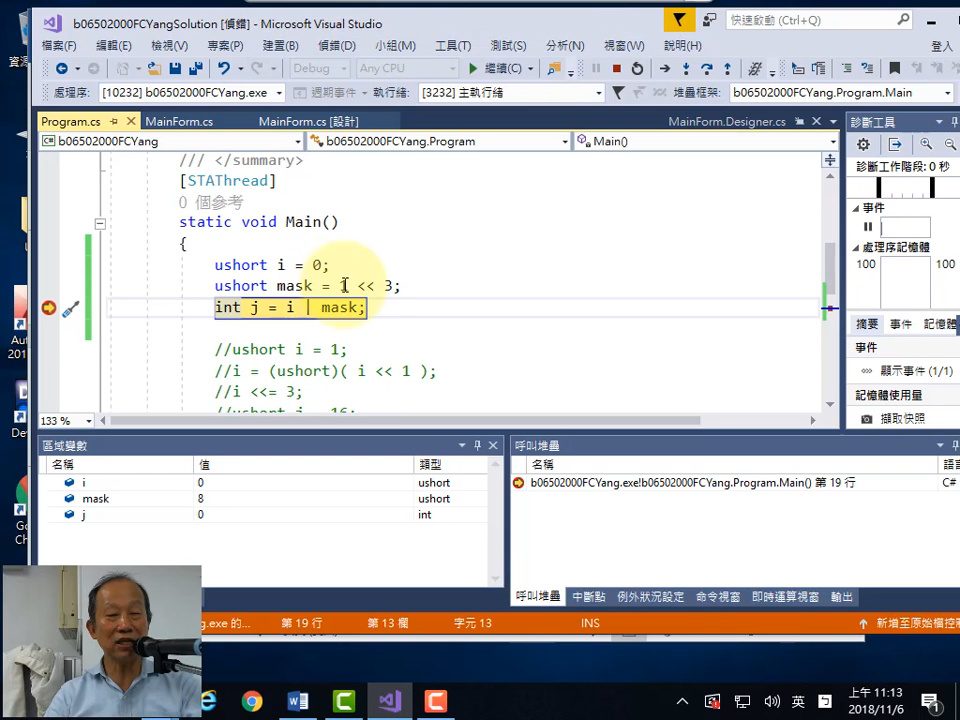 b06502000FCYangSolution [偵錯] - Microsoft Visual Studio
快速啟動 (Ctrl+Q)
檔案(F) 編輯(E) 檢視(V) 專案(P) 建置(B) 偵錯(D) 小組(M) 工具(T) 測試(S) 分析(N) 視窗(W) 說明(H)
登入
Debug Any CPU 繼續(C)
處理序: [10232] b06502000FCYang.exe 週期事件 執行緒: [3232] 主執行緒 堆疊框架: b06502000FCYang.Program.Main
Program.cs MainForm.cs MainForm.cs [設計] MainForm.Designer.cs
b06502000FCYang b06502000FCYang.Program Main()
/// </summary>
[STAThread]
0 個參考
static void Main()
{
ushort i = 0;
ushort mask = 1 << 3;
int j = i | mask;
//ushort i = 1;
//i = (ushort)( i << 1 );
//i <<= 3;
//ushort j = 16;
133 %
診斷工具
診斷工作階段: 0 秒
事件
處理序記憶體
100 100
摘要 事件 記憶體
事件
顯示事件 (1/1)
記憶體使用量
擷取快照
區域變數
名稱 值 類型
i 0 ushort
mask 8 ushort
j 0 int
呼叫堆疊
名稱
b06502000FCYang.exe!b06502000FCYang.Program.Main() 第 19 行 C#
呼叫堆疊 中斷點 例外狀況設定 命令視窗 即時運算視窗 輸出
第 19 行 第 13 欄 字元 13 INS
新增至原始檔控制
英
上午 11:13
2018/11/6
1